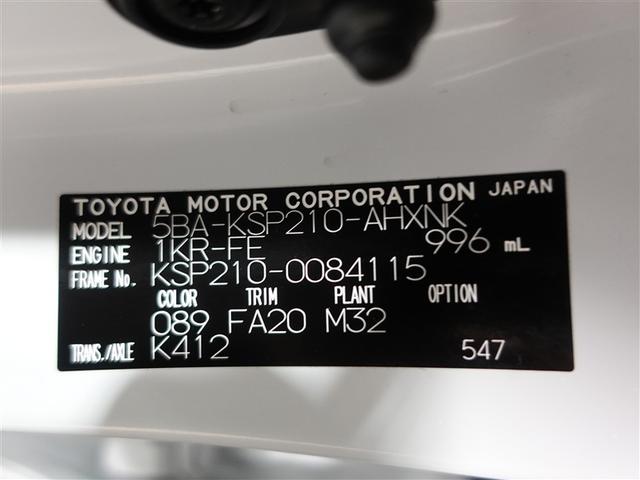 TOYOTA MOTOR CORPORATION JAPAN
MODEL 5BA-KSP210-AHXNK
ENGINE 1KR-FE 996 mL
FRAME No. KSP210-0084115
COLOR TRIM PLANT OPTION
089 FA20 M32
TRANS./AXLE K412 547